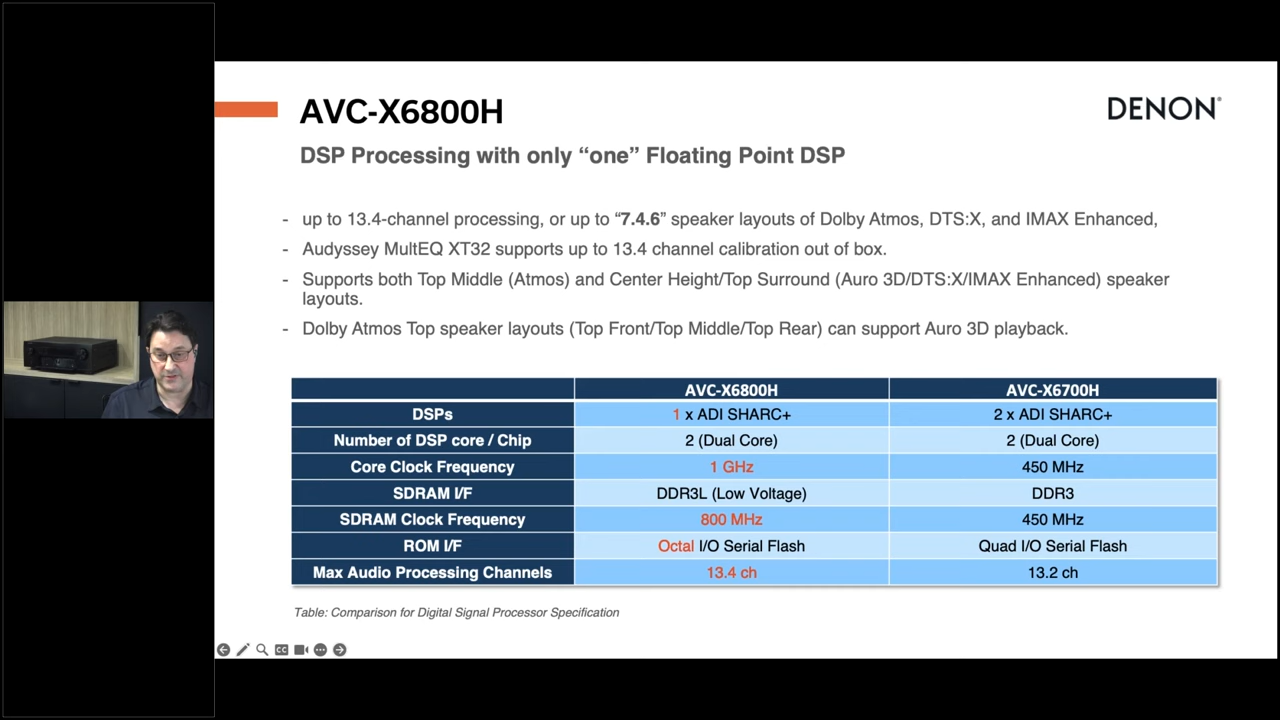 AVC-X6800H
DENON®
DSP Processing with only “one” Floating Point DSP
- up to 13.4-channel processing, or up to “7.4.6” speaker layouts of Dolby Atmos, DTS:X, and IMAX Enhanced,
- Audyssey MultEQ XT32 supports up to 13.4 channel calibration out of box.
- Supports both Top Middle (Atmos) and Center Height/Top Surround (Auro 3D/DTS:X/IMAX Enhanced) speaker
layouts.
- Dolby Atmos Top speaker layouts (Top Front/Top Middle/Top Rear) can support Auro 3D playback.
AVC-X6800H AVC-X6700H
DSPs 1 x ADI SHARC+ 2 x ADI SHARC+
Number of DSP core / Chip 2 (Dual Core) 2 (Dual Core)
Core Clock Frequency 1 GHz 450 MHz
SDRAM I/F DDR3L (Low Voltage) DDR3
SDRAM Clock Frequency 800 MHz 450 MHz
ROM I/F Octal I/O Serial Flash Quad I/O Serial Flash
Max Audio Processing Channels 13.4 ch 13.2 ch
Table: Comparison for Digital Signal Processor Specification
CC